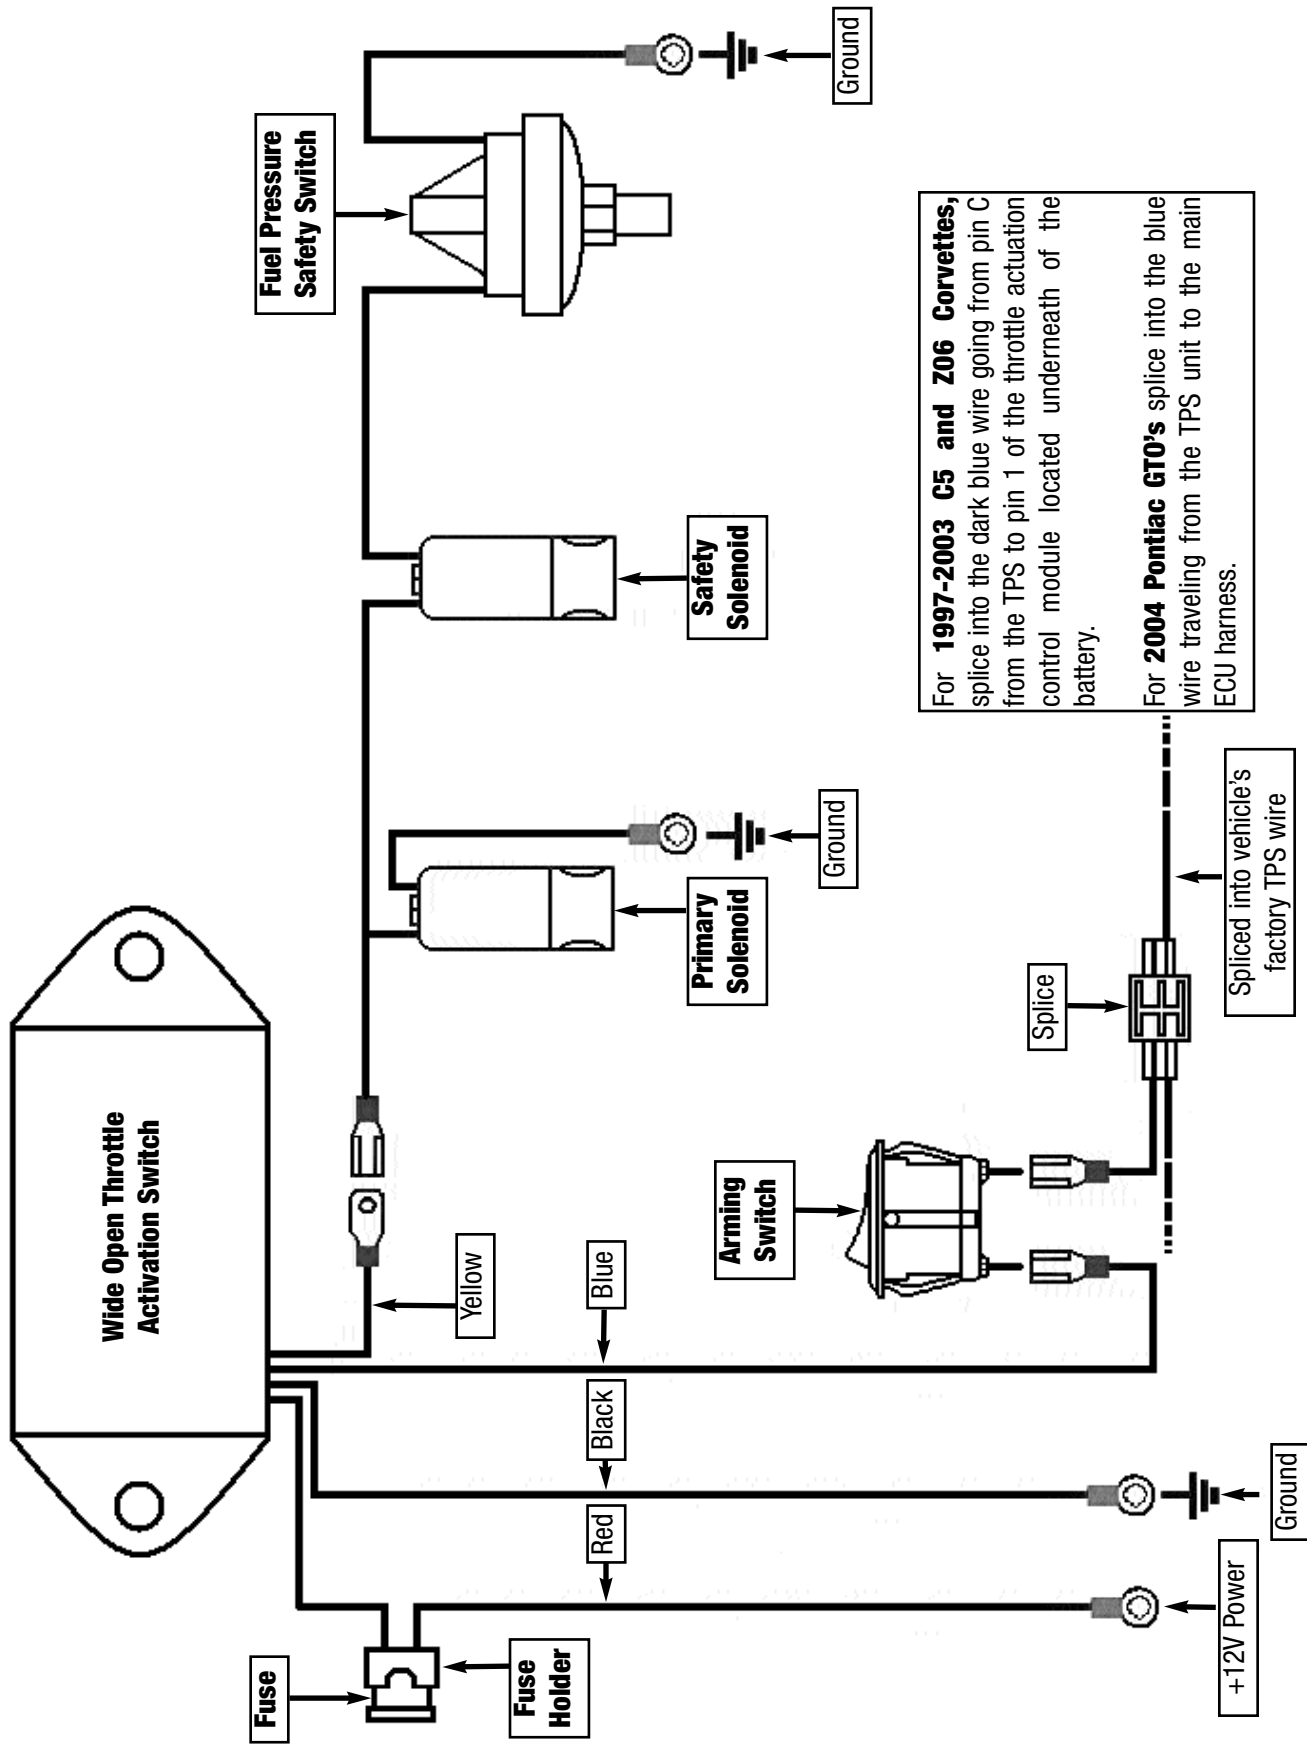 Wide Open Throttle
Activation Switch
Fuse
Fuse
Holder
Red
Black
Blue
Yellow
+12V Power
Ground
Arming
Switch
Splice
Spliced into vehicle's
factory TPS wire
Primary
Solenoid
Ground
Safety
Solenoid
Fuel Pressure
Safety Switch
Ground
For 1997-2003 C5 and Z06 Corvettes,
splice into the dark blue wire going from pin C
from the TPS to pin 1 of the throttle actuation
control module located underneath of the
battery.
For 2004 Pontiac GTO's splice into the blue
wire traveling from the TPS unit to the main
ECU harness.